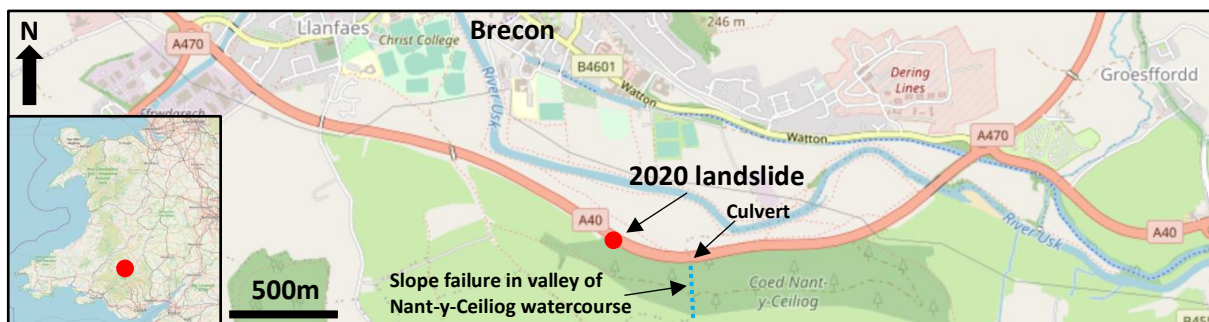 N
A470
Llanfaes
Christ College
Brecon
B4601
246 m
Dering
Lines
Groesffordd
Ffrwdgrech
River Usk
Watton
Watton
A470
2020 landslide
A40
Culvert
A40
River Usk
Slope failure in valley of
Nant-y-Ceiliog watercourse
Coed Nant-
y-Ceiliog
500m